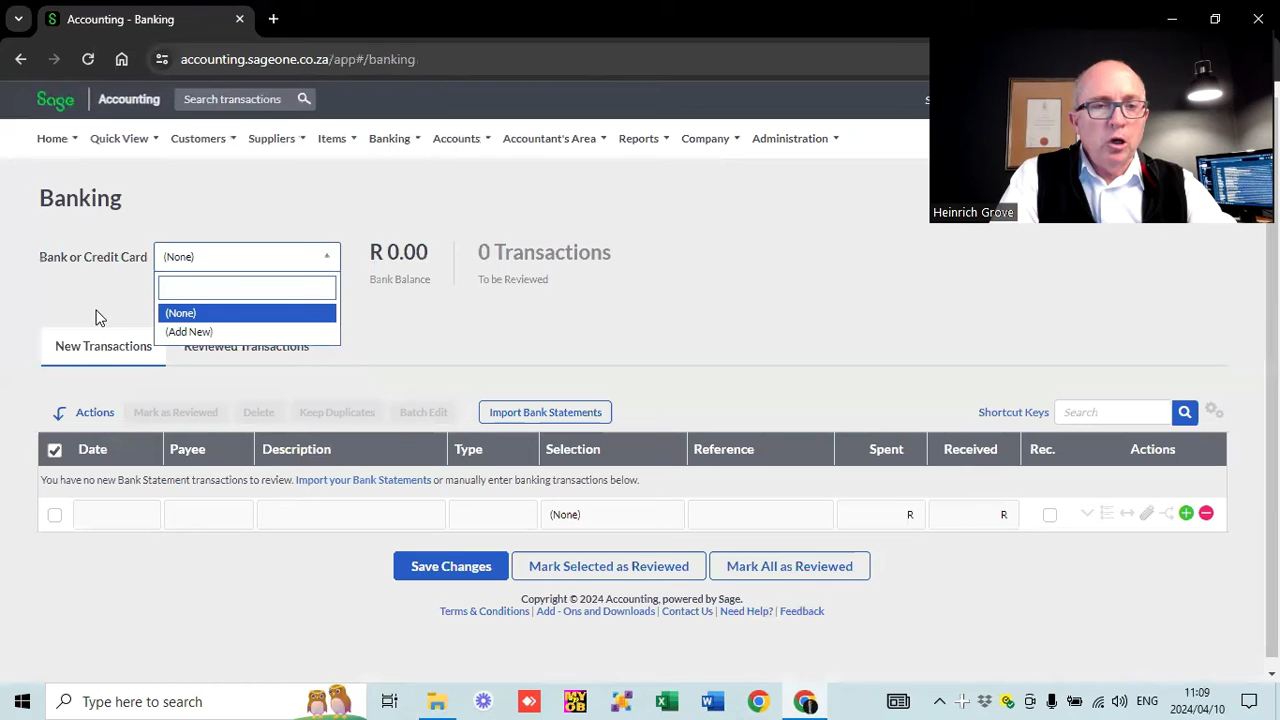 Accounting - Banking
accounting.sageone.co.za/app#/banking
Sage Accounting Search transactions S
Home Quick View Customers Suppliers Items Banking Accounts Accountant's Area Reports Company Administration
Heinrich Grove
Banking
Bank or Credit Card (None) R 0.00 0 Transactions
Bank Balance To be Reviewed
(None)
(Add New)
New Transactions Reviewed Transactions
Actions Mark as Reviewed Delete Keep Duplicates Batch Edit Import Bank Statements Shortcut Keys Search
Date Payee Description Type Selection Reference Spent Received Rec. Actions
You have no new Bank Statement transactions to review. Import your Bank Statements or manually enter banking transactions below.
(None) R R
Save Changes Mark Selected as Reviewed Mark All as Reviewed
Copyright © 2024 Accounting, powered by Sage.
Terms & Conditions | Add - Ons and Downloads | Contact Us | Need Help? | Feedback
Type here to search MY OB ENG 11:09
2024/04/10